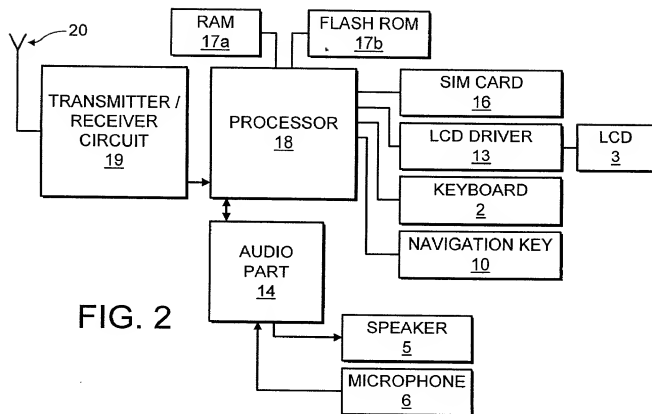 20
RAM
17a
FLASH ROM
17b
TRANSMITTER /
RECEIVER
CIRCUIT
19
PROCESSOR
18
SIM CARD
16
LCD DRIVER
13
LCD
3
KEYBOARD
2
NAVIGATION KEY
10
AUDIO
PART
14
FIG. 2
SPEAKER
5
MICROPHONE
6